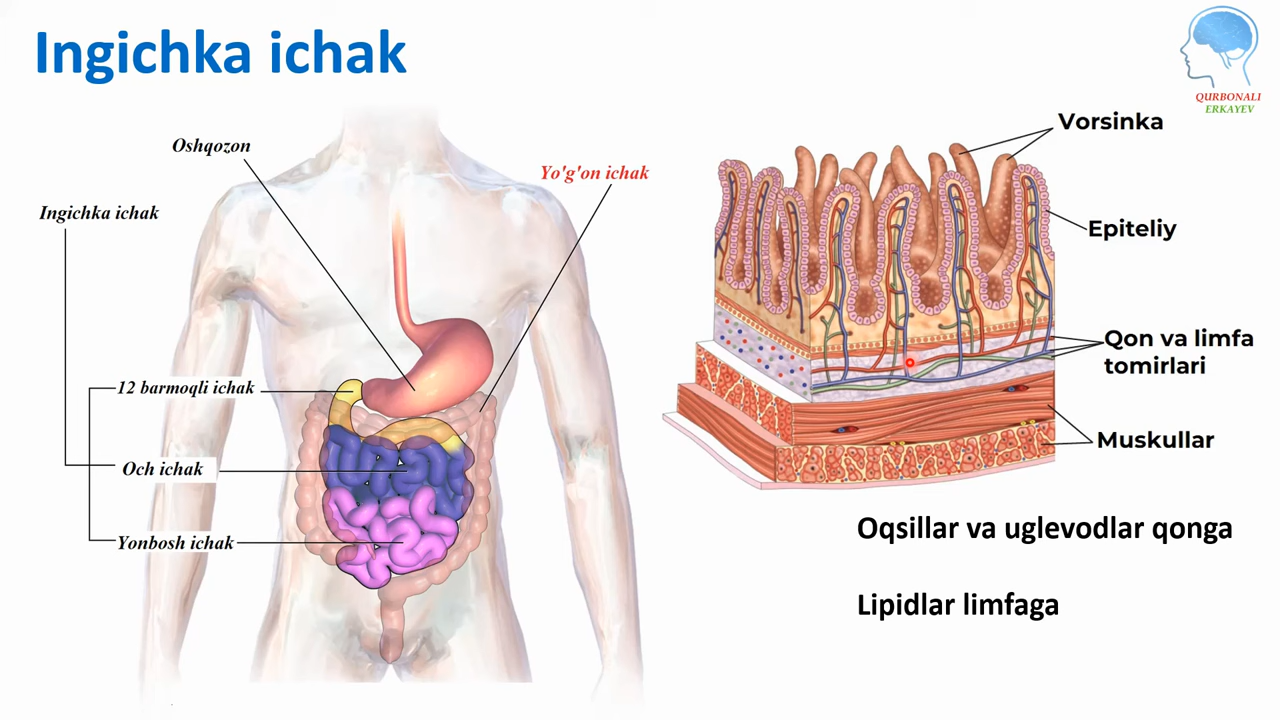 Ingichka ichak
QURBONALI
ERKAYEV
Oshqozon
Yo'g'on ichak
Ingichka ichak
12 barmoqli ichak
Och ichak
Yonbosh ichak
Vorsinka
Epiteliy
Qon va limfa
tomirlari
Muskullar
Oqsillar va uglevodlar qonga
Lipidlar limfaga